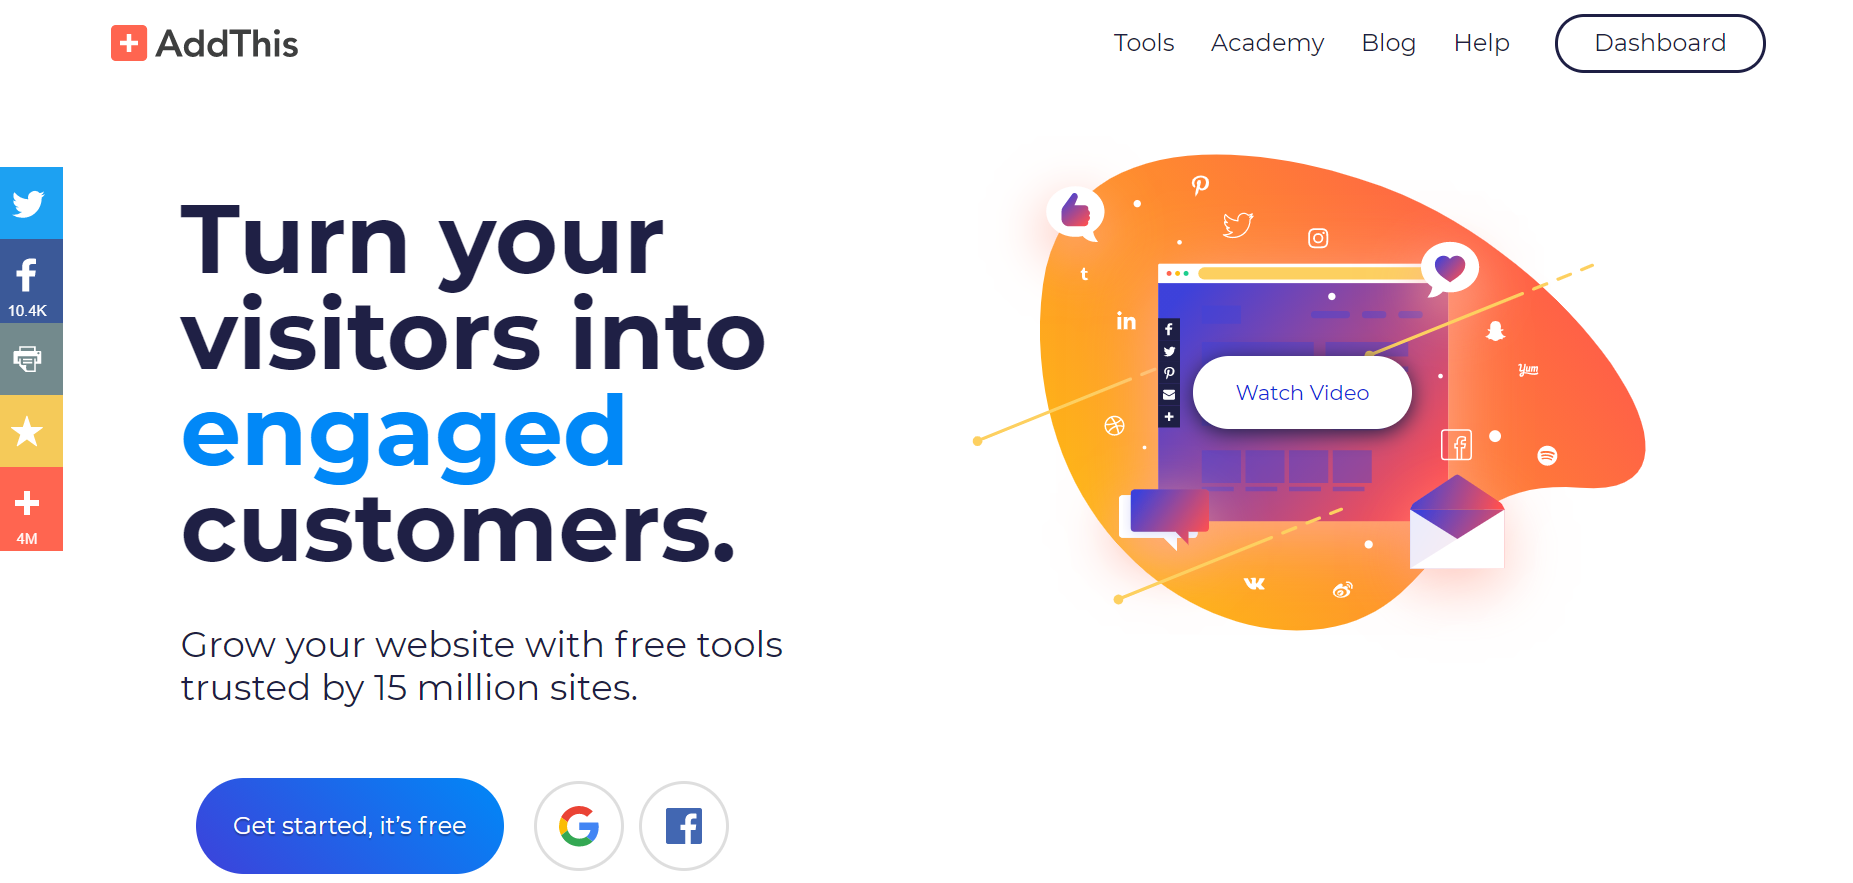 AddThis
Tools Academy Blog Help Dashboard
10.4K
4M
Turn your
visitors into
engaged
customers.
Grow your website with free tools
trusted by 15 million sites.
Get started, it's free
Watch Video
t
in
Yum